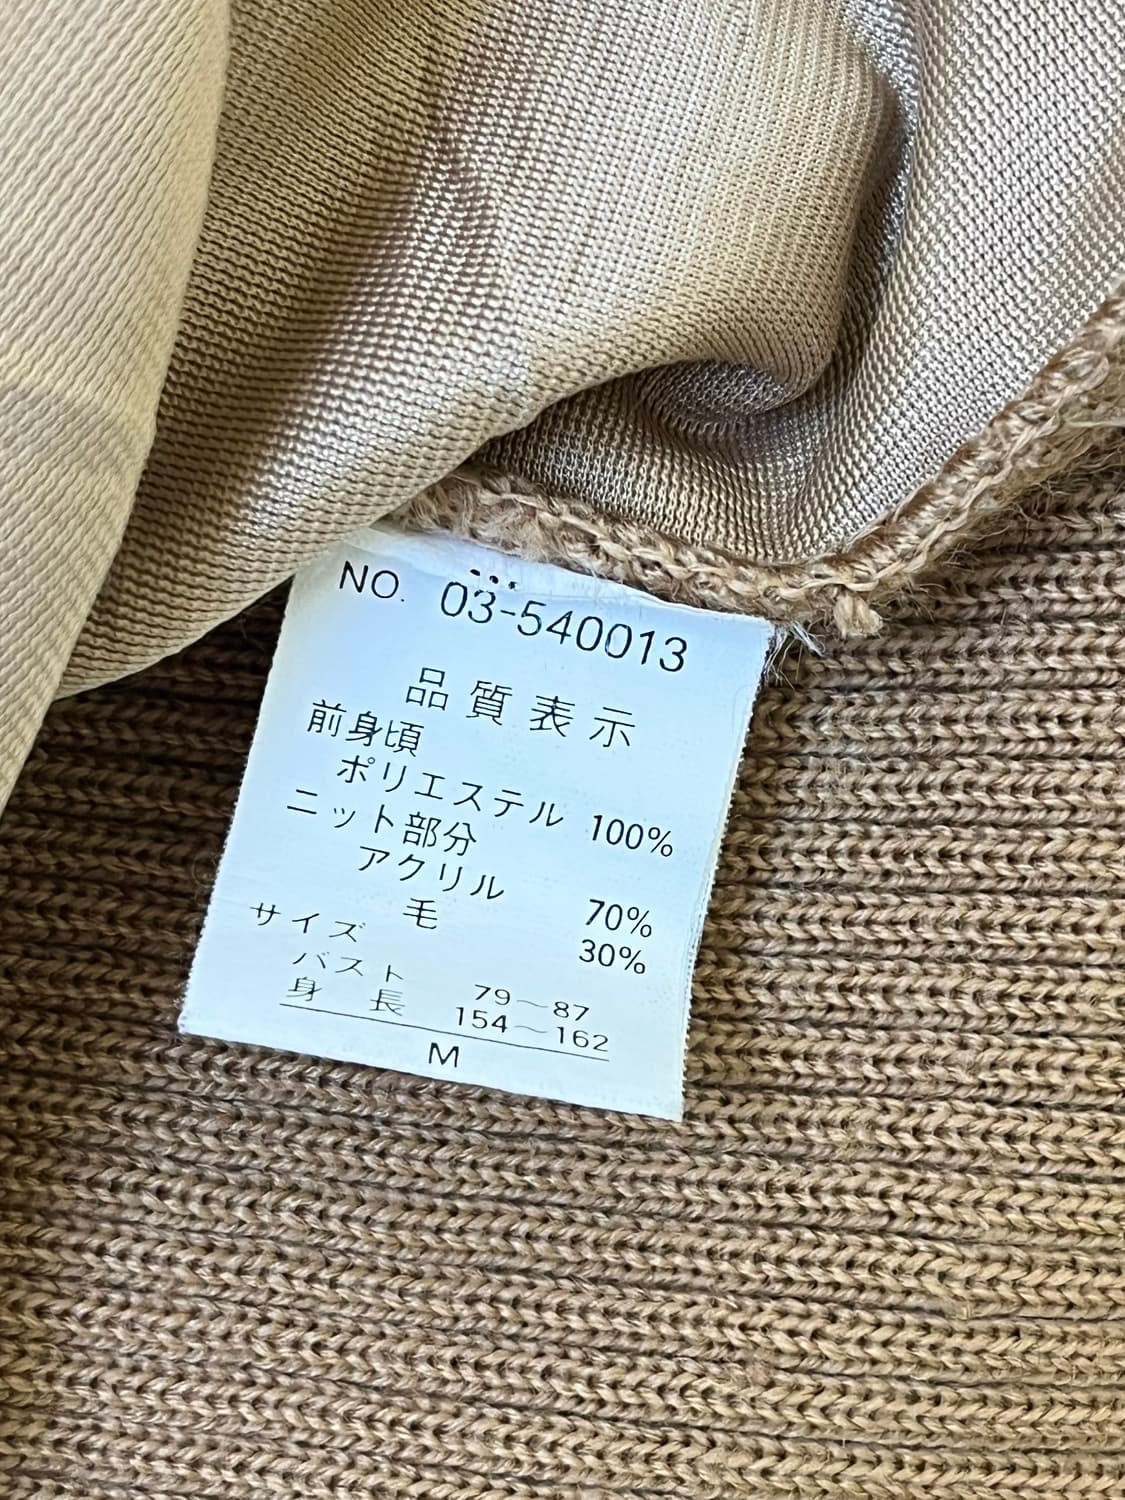 NO. 03-540013
品質表示
前身頃
ポリエステル 100%
ニット部分
アクリル 70%
毛 30%
サイズ
バスト 79～87
身長 154～162
M